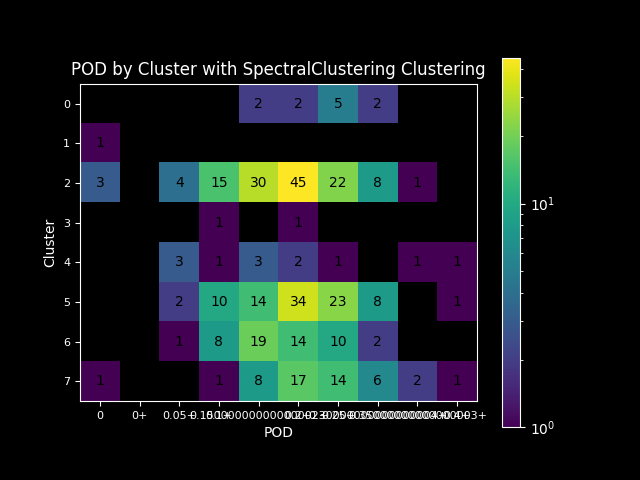 POD by Cluster with SpectralClustering Clustering
0 2 2 5 2
1 1
2 3 4 15 30 45 22 8 1
3 1 1
4 3 1 3 2 1 1 1
5 2 10 14 34 23 8 1
6 1 8 19 14 10 2
7 1 1 8 17 14 6 2 1
Cluster
0 0+ 0.05+
POD
10¹
10⁰